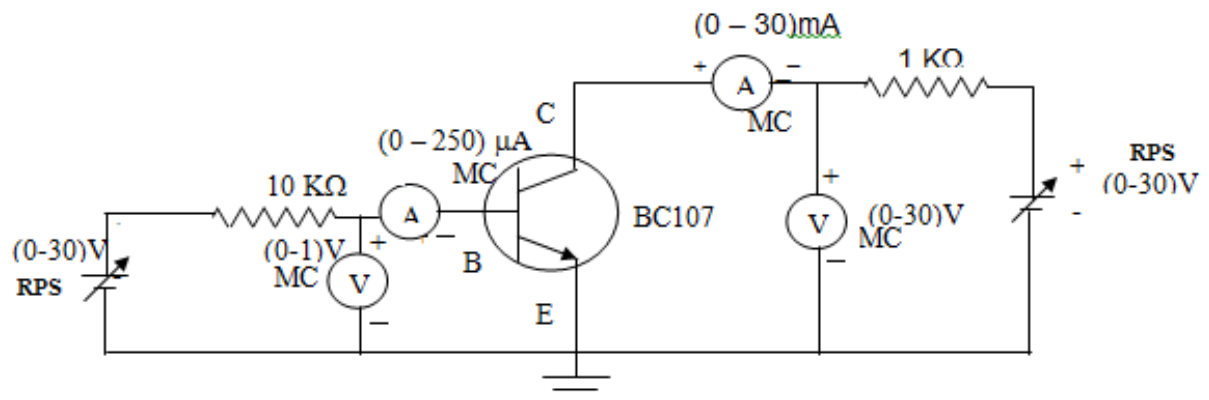 (0 – 30)mA
+
A
–
–
MC
1 KΩ
C
(0 – 250) μA
MC
10 KΩ
A
+
–
B
BC107
E
(0-30)V
RPS
(0-1)V
MC
+
V
–
+
V
–
(0-30)V
MC
+
-
RPS
(0-30)V